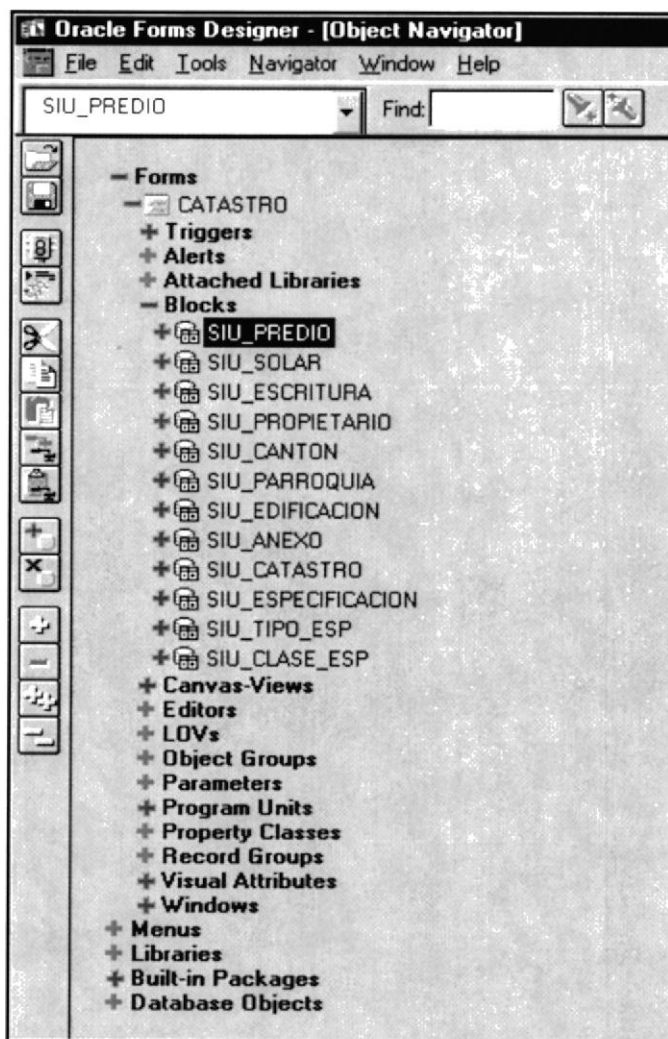 Oracle Forms Designer - [Object Navigator]
File Edit Tools Navigator Window Help
SIU_PREDIO Find:
Forms
CATASTRO
Triggers
Alerts
Attached Libraries
Blocks
SIU_PREDIO
SIU_SOLAR
SIU_ESCRITURA
SIU_PROPIETARIO
SIU_CANTON
SIU_PARROQUIA
SIU_EDIFICACION
SIU_ANEXO
SIU_CATASTRO
SIU_ESPECIFICACION
SIU_TIPO_ESP
SIU_CLASE_ESP
Canvas-Views
Editors
LOVs
Object Groups
Parameters
Program Units
Property Classes
Record Groups
Visual Attributes
Windows
Menus
Libraries
Built-in Packages
Database Objects